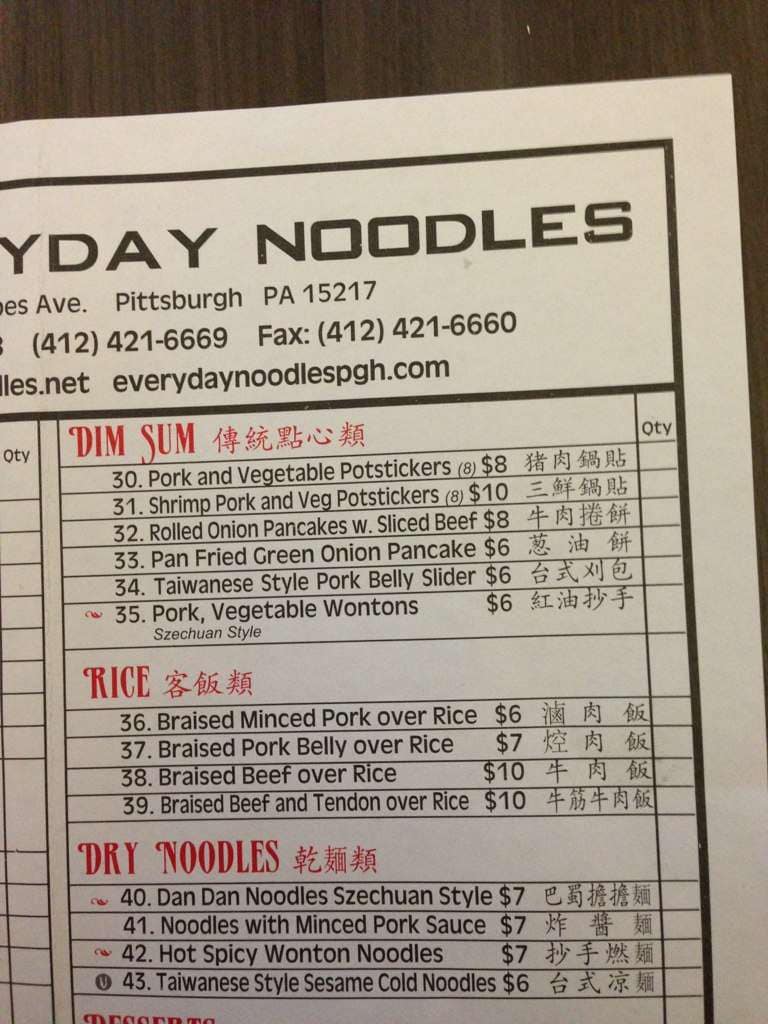 YDAY NOODLES
bes Ave. Pittsburgh PA 15217
(412) 421-6669 Fax: (412) 421-6660
lles.net everydaynoodlespgh.com
Qty
DIM SUM 傳統點心類 Qty
30. Pork and Vegetable Potstickers (8) $8 猪肉鍋貼
31. Shrimp Pork and Veg Potstickers (8) $10 三鮮鍋貼
32. Rolled Onion Pancakes w. Sliced Beef $8 牛肉捲餅
33. Pan Fried Green Onion Pancake $6 蔥油餅
34. Taiwanese Style Pork Belly Slider $6 台式刈包
35. Pork, Vegetable Wontons $6 紅油抄手
Szechuan Style
RICE 客飯類
36. Braised Minced Pork over Rice $6 滷肉飯
37. Braised Pork Belly over Rice $7 焢肉飯
38. Braised Beef over Rice $10 牛肉飯
39. Braised Beef and Tendon over Rice $10 牛筋牛肉飯
DRY NOODLES 乾麵類
40. Dan Dan Noodles Szechuan Style $7 巴蜀擔擔麵
41. Noodles with Minced Pork Sauce $7 炸醬麵
42. Hot Spicy Wonton Noodles $7 抄手燃麵
43. Taiwanese Style Sesame Cold Noodles $6 台式凉麵
DESSERTS